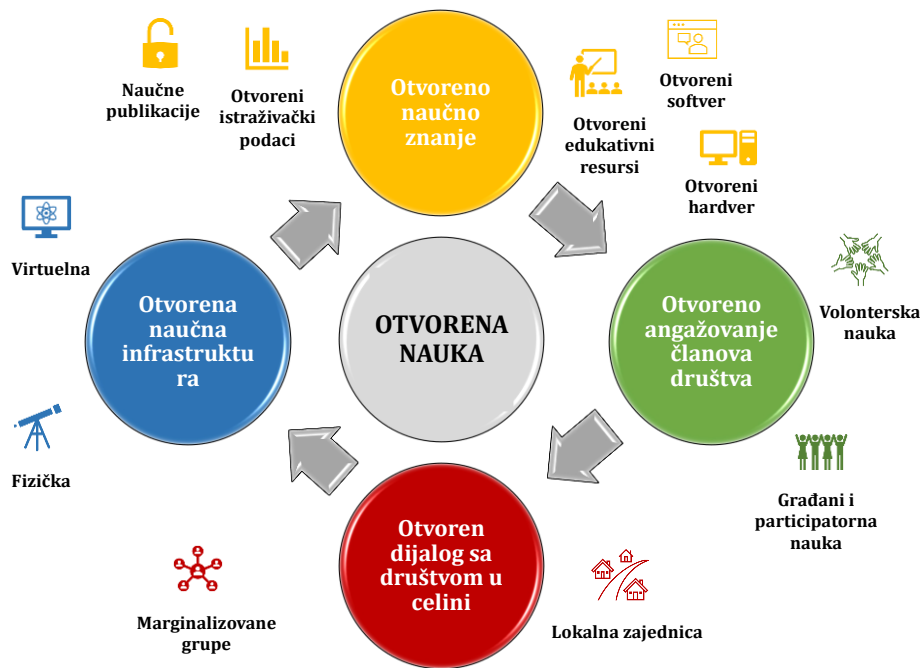 Naučne
publikacije
Otvoreni
istraživački
podaci
Otvoreno
naučno
znanje
Otvoreni
edukativni
resursi
Otvoreni
softver
Otvoreni
hardver
Virtuelna
Otvorena
naučna
infrastruktu
ra
OTVORENA
NAUKA
Otvoreno
angažovanje
članova
društva
Volonterska
nauka
Fizička
Građani i
participatorna
nauka
Otvoren
dijalog sa
društvom u
celini
Marginalizovane
grupe
Lokalna zajednica